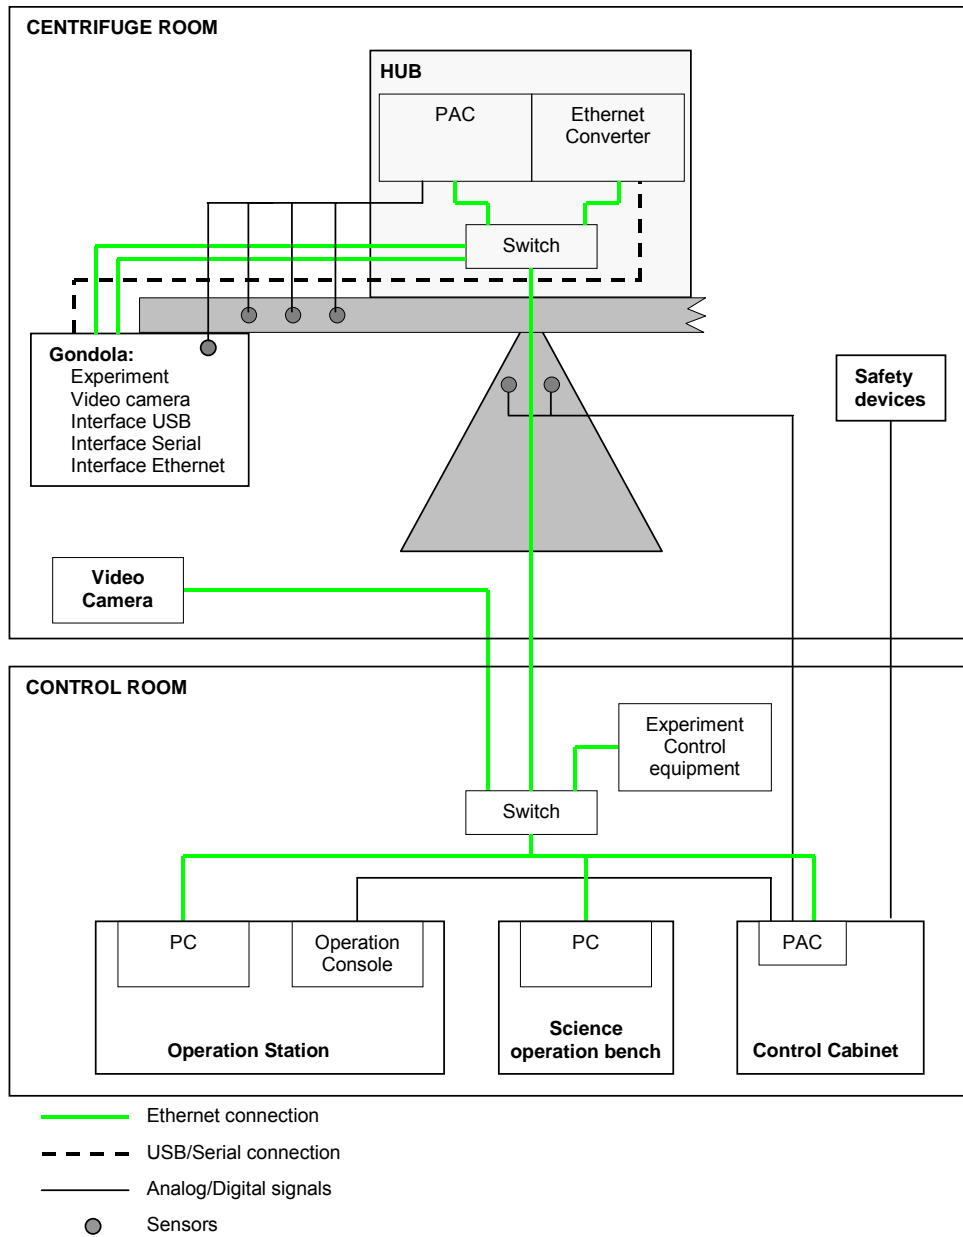 CENTRIFUGE ROOM
HUB
PAC
Ethernet
Converter
Switch
Gondola:
Experiment
Video camera
Interface USB
Interface Serial
Interface Ethernet
Safety
devices
Video
Camera
CONTROL ROOM
Experiment
Control
equipment
Switch
PC
Operation
Console
Operation Station
PC
Science
operation bench
PAC
Control Cabinet
Ethernet connection
USB/Serial connection
Analog/Digital signals
Sensors